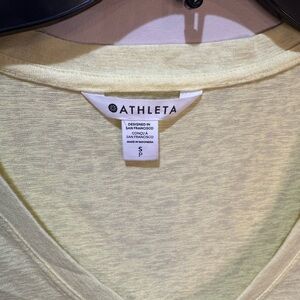 ATHLETA
DESIGNED IN
SAN FRANCISCO
CONÇU À
SAN FRANCISCO
MADE IN INDONESIA
S
P